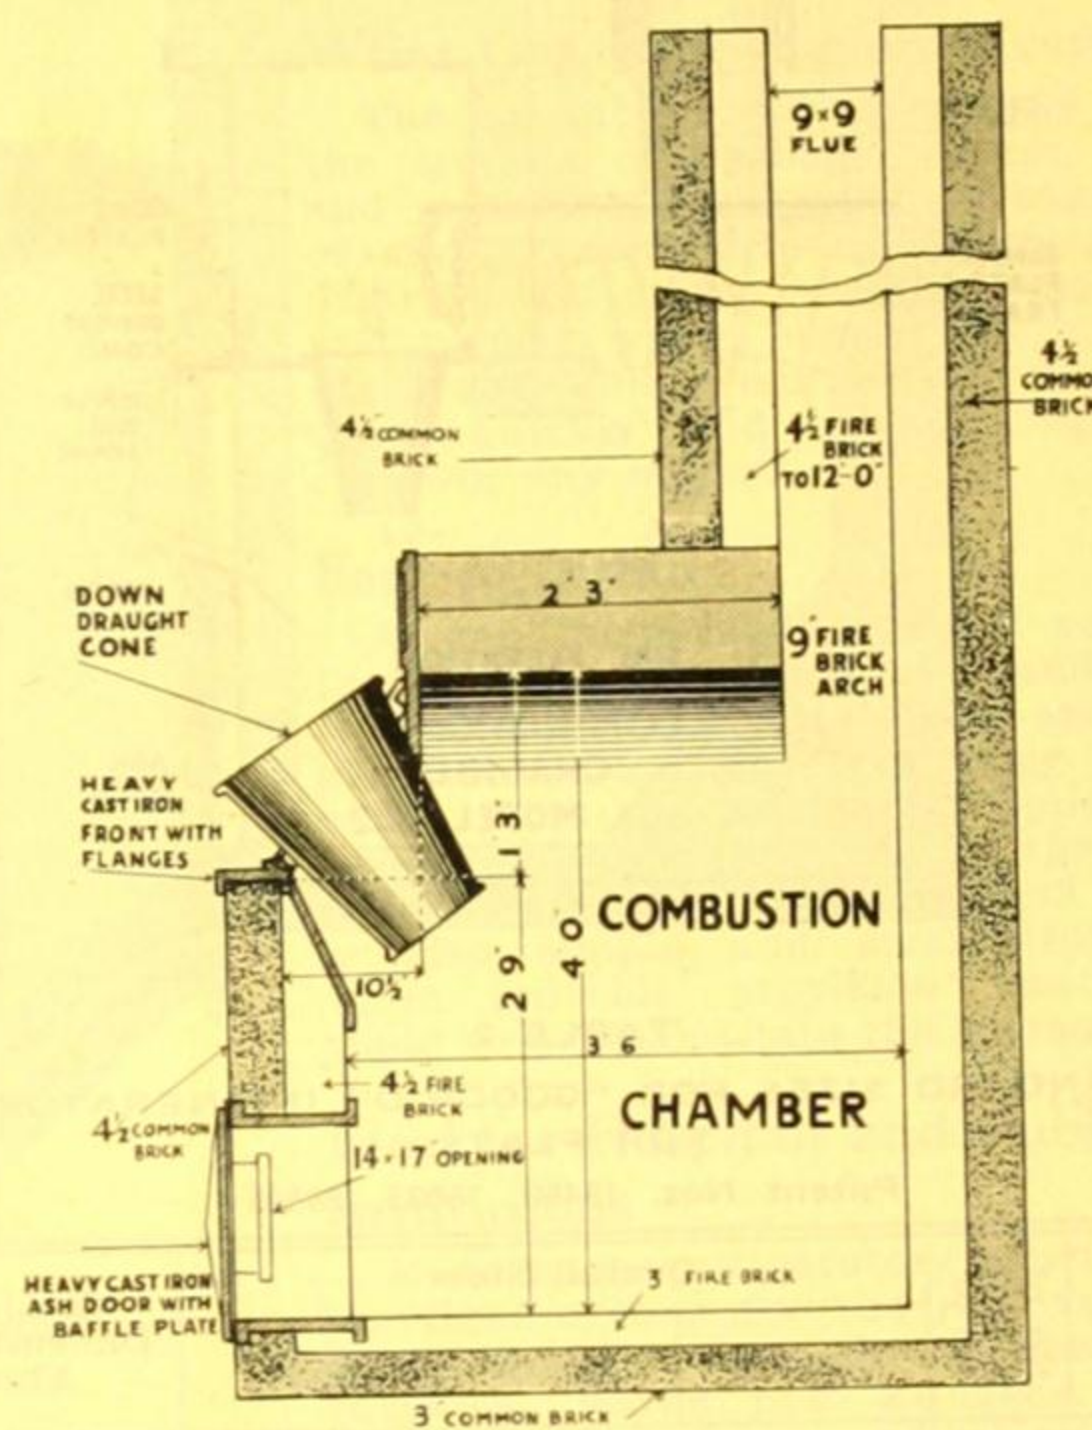 9×9
FLUE
4½
COMMO
BRICK
4½ COMMON
BRICK
4½ FIRE
BRICK
TO 12'-0"
DOWN
DRAUGHT
CONE
2' 3"
9" FIRE
BRICK
ARCH
HEAVY
CAST IRON
FRONT WITH
FLANGES
1' 3"
COMBUSTION
2' 9"
4' 0"
10½"
3 6
4½ FIRE
BRICK
CHAMBER
4½ COMMON
BRICK
14×17" OPENING
HEAVY CAST IRON
ASH DOOR WITH
BAFFLE PLATE
3 FIRE BRICK
3 COMMON BRICK
Patent Nos.